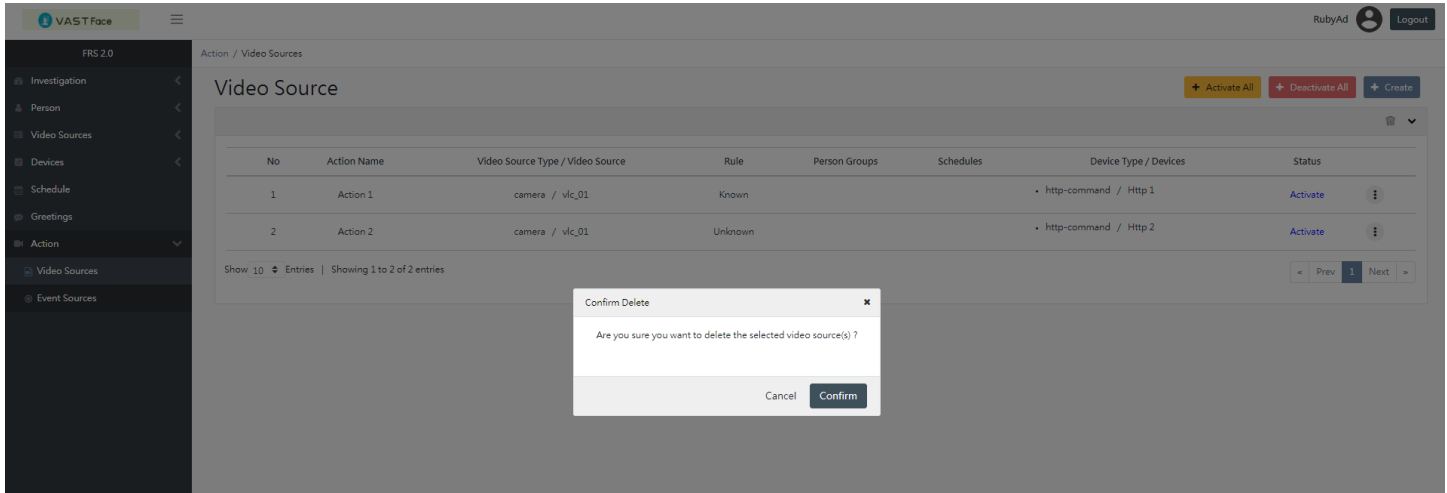 VAST Face
RubyAd
Logout
FRS 2.0
Investigation
Person
Video Sources
Devices
Schedule
Greetings
Action
Video Sources
Event Sources
Action / Video Sources
Video Source
+ Activate All
+ Deactivate All
+ Create
No Action Name Video Source Type / Video Source Rule Person Groups Schedules Device Type / Devices Status
1 Action 1 camera / vlc_01 Known • http-command / Http 1 Activate
2 Action 2 camera / vlc_01 Unknown • http-command / Http 2 Activate
Show 10 Entries | Showing 1 to 2 of 2 entries
« Prev 1 Next »
Confirm Delete
Are you sure you want to delete the selected video source(s) ?
Cancel
Confirm